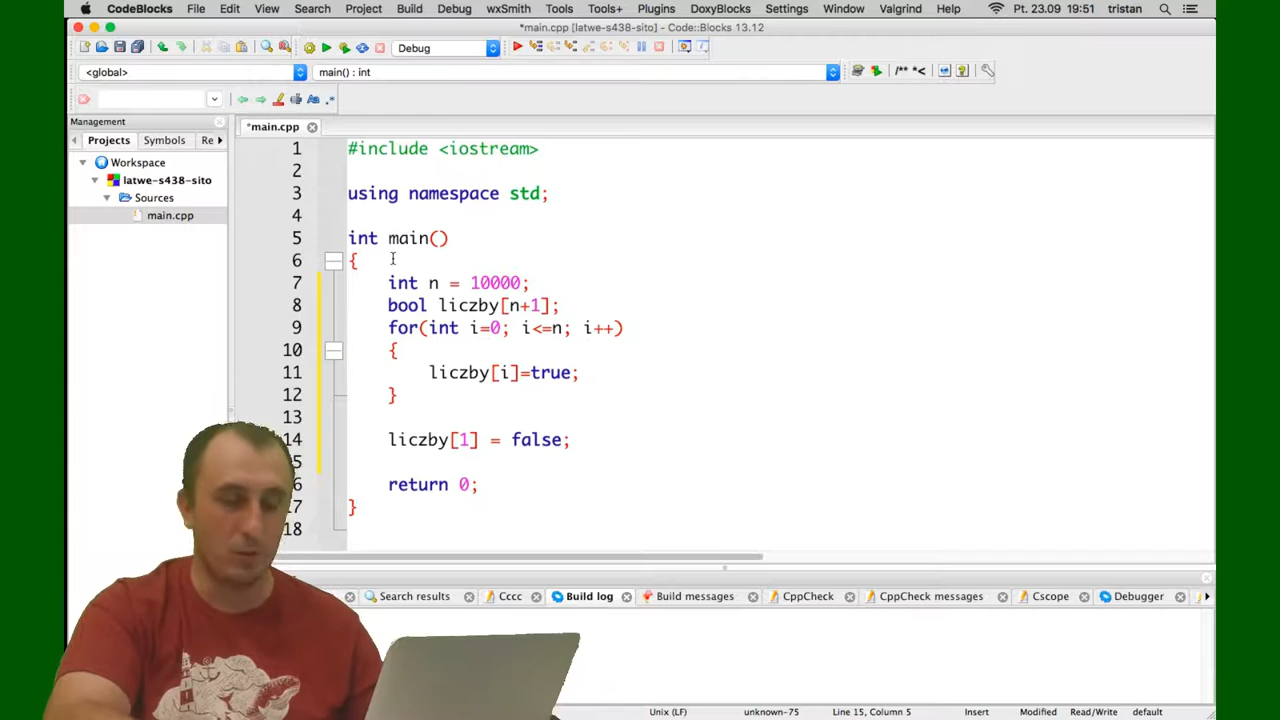 CodeBlocks File Edit View Search Project Build Debug wxSmith Tools Tools+ Plugins DoxyBlocks Settings Window Valgrind Help Pt. 23.09 19:51 tristan
*main.cpp [latwe-s438-sito] - Code::Blocks 13.12
Debug
<global> main() : int /** *<
Aa .*
Management
*main.cpp
Projects Symbols Re
Workspace
latwe-s438-sito
Sources
main.cpp
1 #include <iostream>
2
3 using namespace std;
4
5 int main()
6 {
7 int n = 10000;
8 bool liczby[n+1];
9 for(int i=0; i<=n; i++)
10 {
11 liczby[i]=true;
12 }
13
14 liczby[1] = false;
5
6 return 0;
17 }
18
Search results Cccc Build log Build messages CppCheck CppCheck messages Cscope Debugger
Unix (LF) unknown-75 Line 15, Column 5 Insert Modified Read/Write default